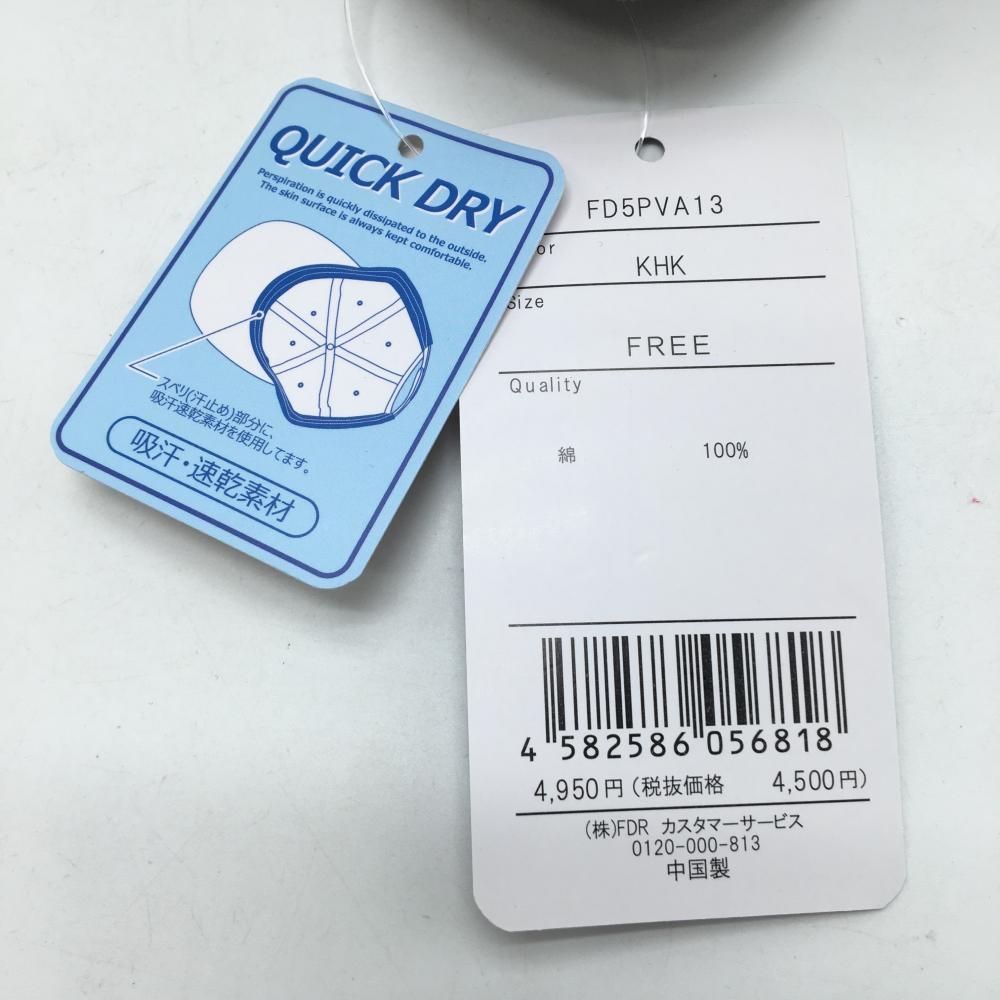 QUICK DRY
Perspiration is quickly dissipated to the outside.
The skin surface is always kept comfortable.
スベリ(汗止め)部分に、
吸汗速乾素材を使用してます。
吸汗・速乾素材
FD5PVA13
or
KHK
Size
FREE
Quality
綿 100%
4 582586 056818
4,950円(税抜価格 4,500円)
(株)FDR カスタマーサービス
0120-000-813
中国製